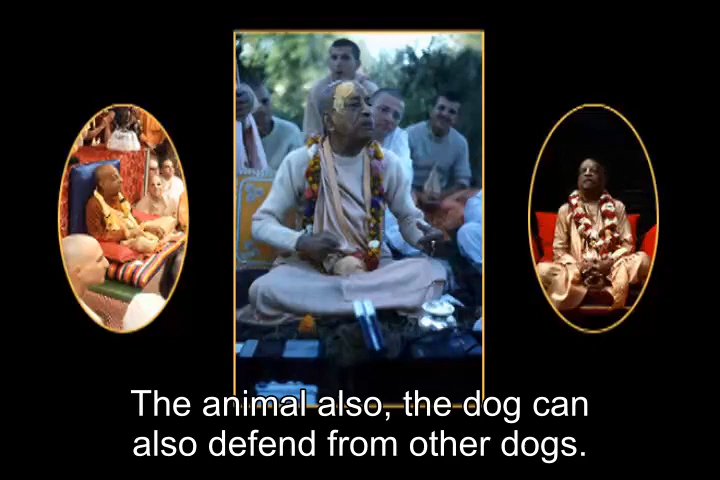 The animal also, the dog can
also defend from other dogs.